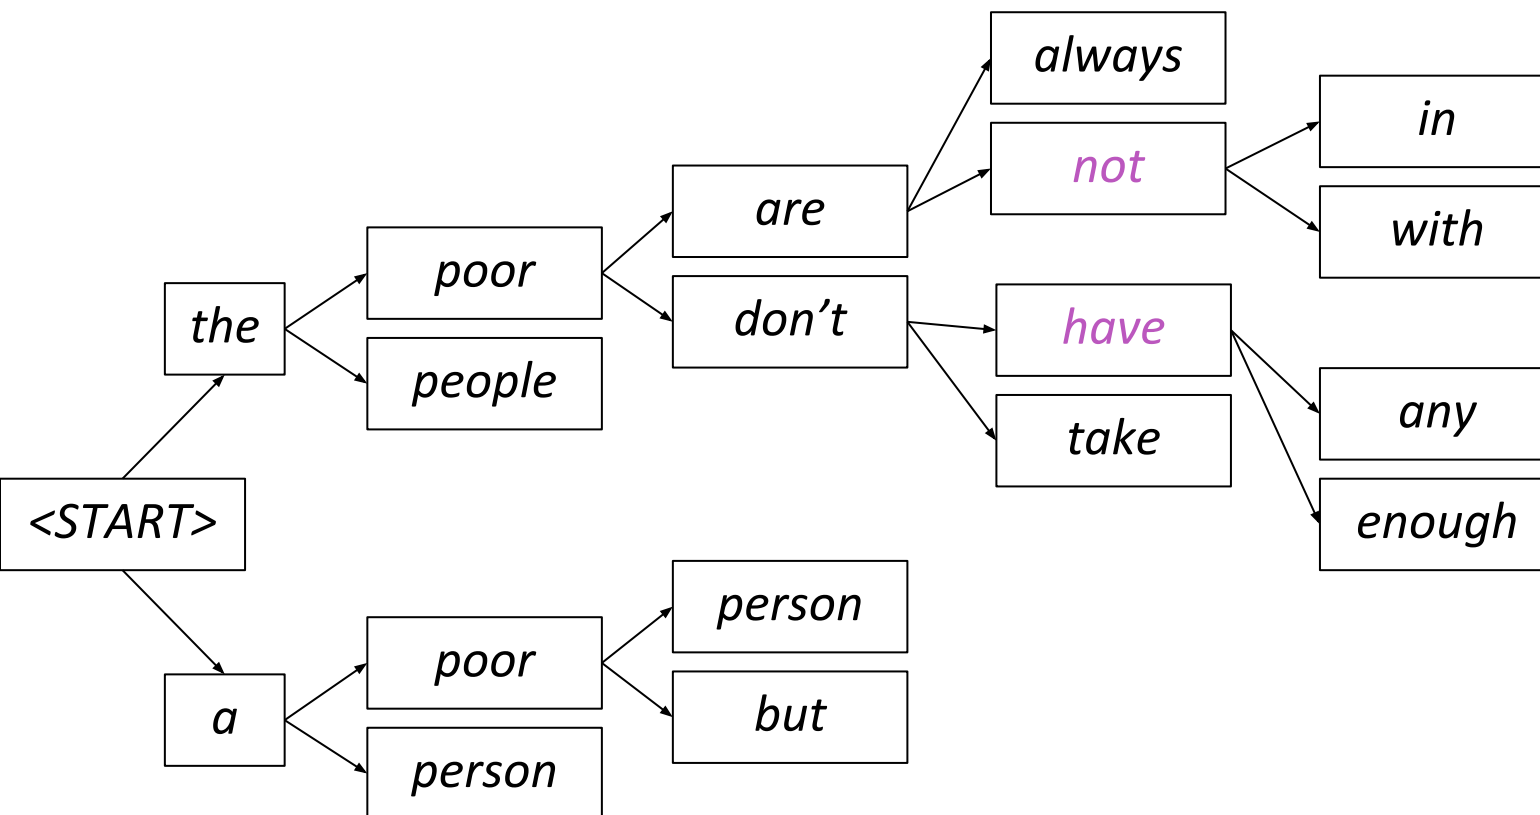 always
in
not
with
are
poor
don’t
have
the
people
any
take
enough
<START>
person
poor
but
a
person